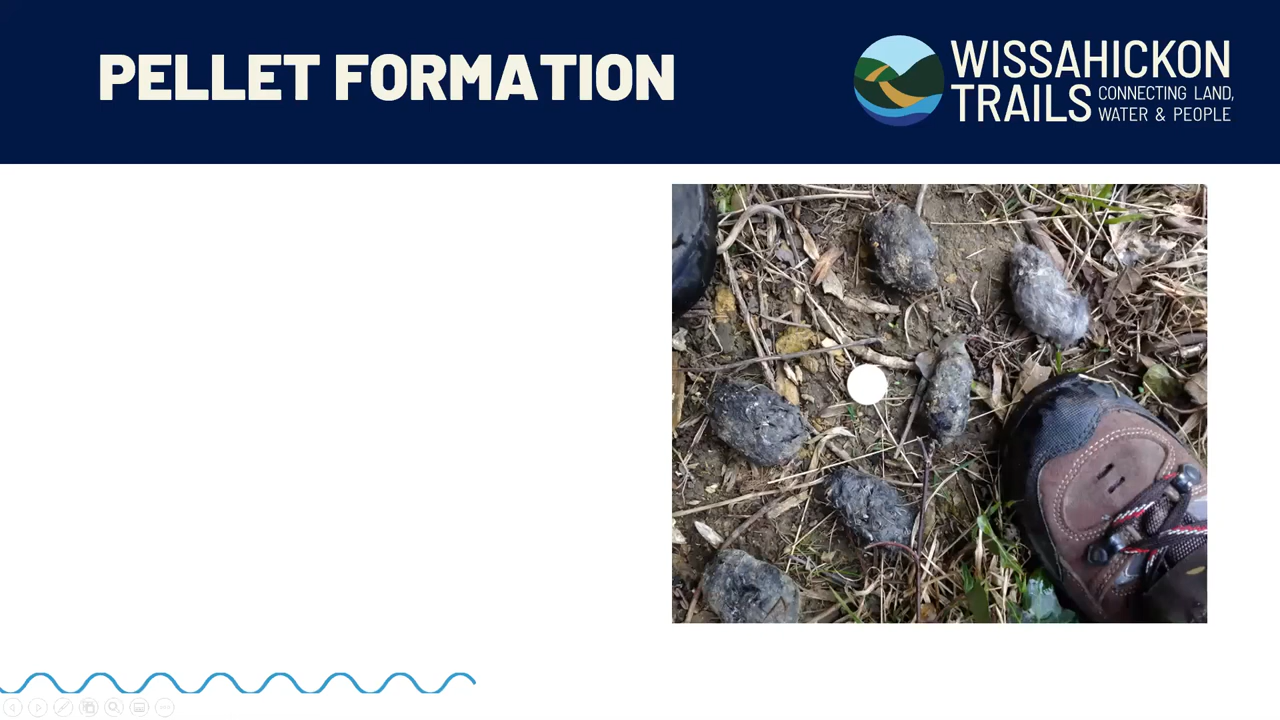 PELLET FORMATION
WISSAHICKON
TRAILS
CONNECTING LAND,
WATER & PEOPLE